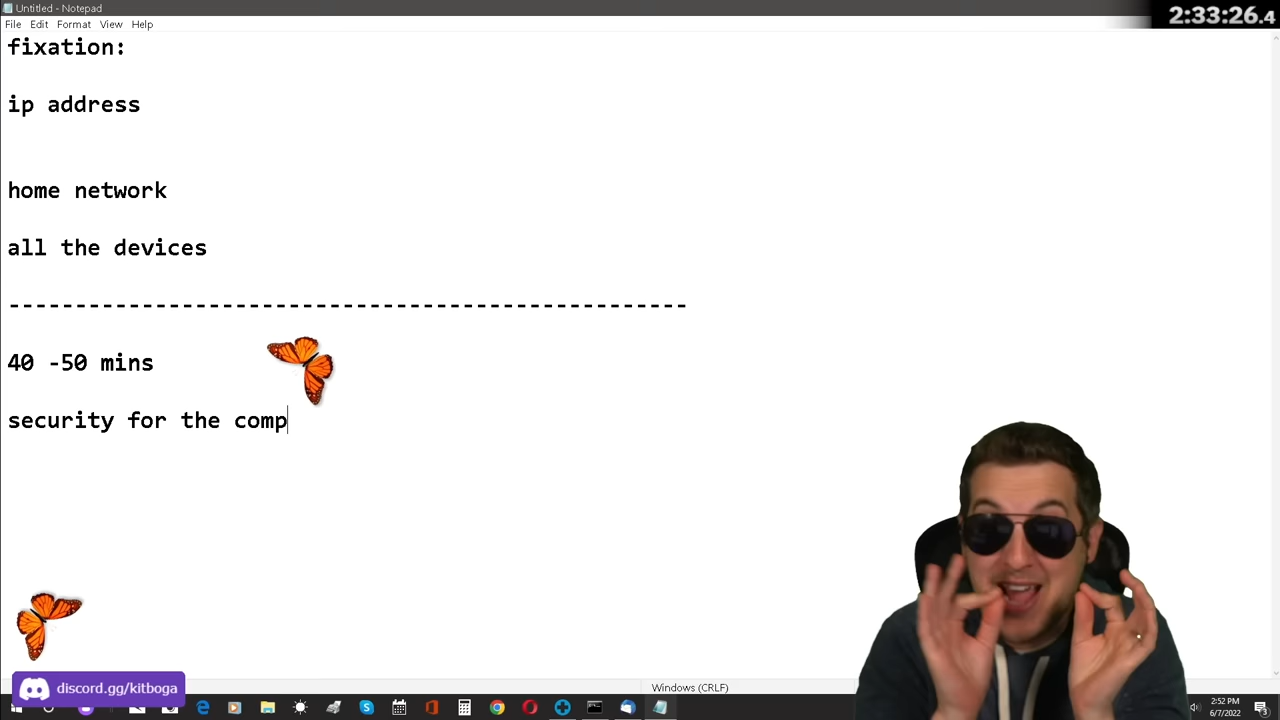 Untitled - Notepad
2:33:26.4
File Edit Format View Help
fixation:
ip address
home network
all the devices
---------------------------------------------------
40 -50 mins
security for the comp
discord.gg/kitboga
Windows (CRLF)
2:52 PM
6/7/2022
3